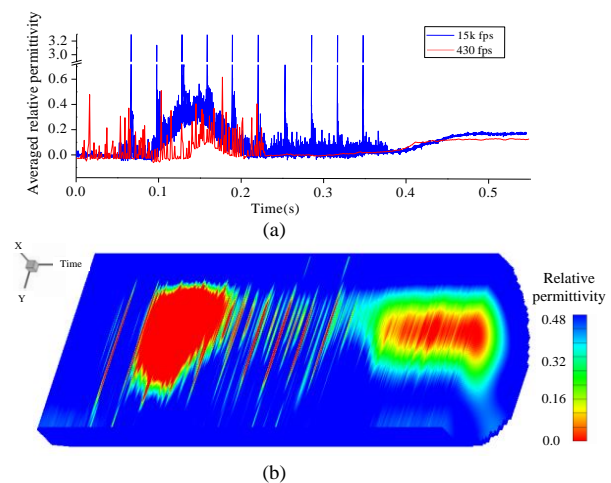 15k fps
430 fps
3.2
3.0
0.6
0.4
0.2
0.0
Averaged relative permittivity
0.0 0.1 0.2 0.3 0.4 0.5
Time(s)
(a)
X
Time
Y
Relative
permittivity
0.48
0.32
0.16
0.0
(b)